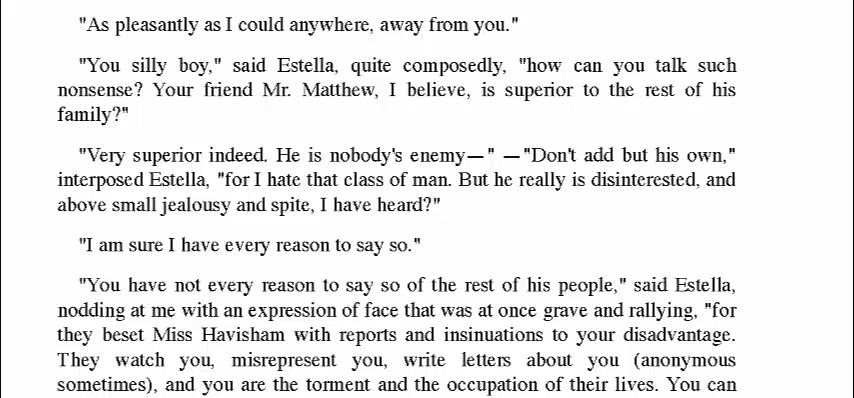 "As pleasantly as I could anywhere, away from you."
"You silly boy," said Estella, quite composedly, "how can you talk such
nonsense? Your friend Mr. Matthew, I believe, is superior to the rest of his
family?"
"Very superior indeed. He is nobody's enemy—" —"Don't add but his own,"
interposed Estella, "for I hate that class of man. But he really is disinterested, and
above small jealousy and spite, I have heard?"
"I am sure I have every reason to say so."
"You have not every reason to say so of the rest of his people," said Estella,
nodding at me with an expression of face that was at once grave and rallying, "for
they beset Miss Havisham with reports and insinuations to your disadvantage.
They watch you, misrepresent you, write letters about you (anonymous
sometimes), and you are the torment and the occupation of their lives. You can